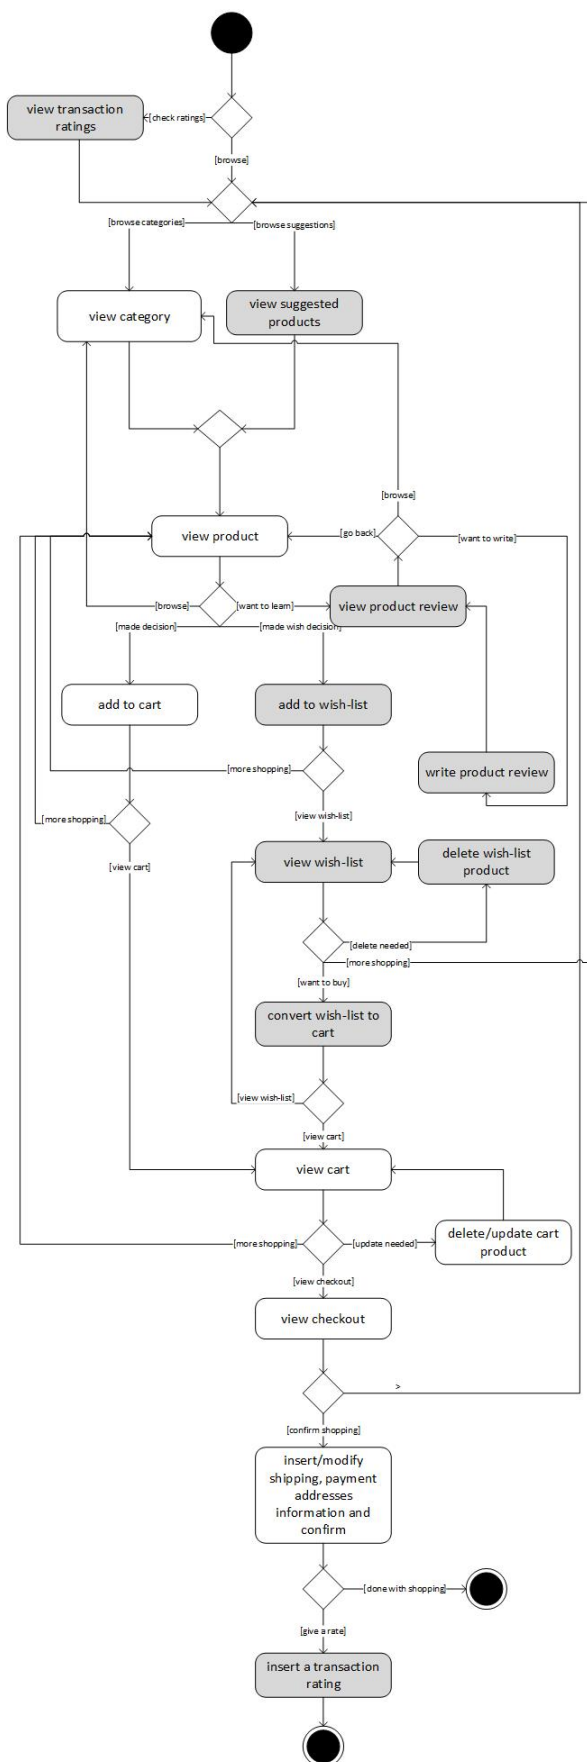 view transaction
ratings
[check ratings]
[browse]
[browse categories]
[browse suggestions]
view category
view suggested
products
[browse]
view product
[go back]
[want to write]
[browse]
[want to learn]
view product review
[made decision]
[made wish decision]
add to cart
add to wish-list
[more shopping]
write product review
[more shopping]
[view wish-list]
[view cart]
view wish-list
delete wish-list
product
[delete needed]
[more shopping]
[want to buy]
convert wish-list to
cart
[view wish-list]
[view cart]
view cart
[more shopping]
[update needed]
delete/update cart
product
[view checkout]
view checkout
>
[confirm shopping]
insert/modify
shipping, payment
addresses
information and
confirm
[done with shopping]
[give a rate]
insert a transaction
rating